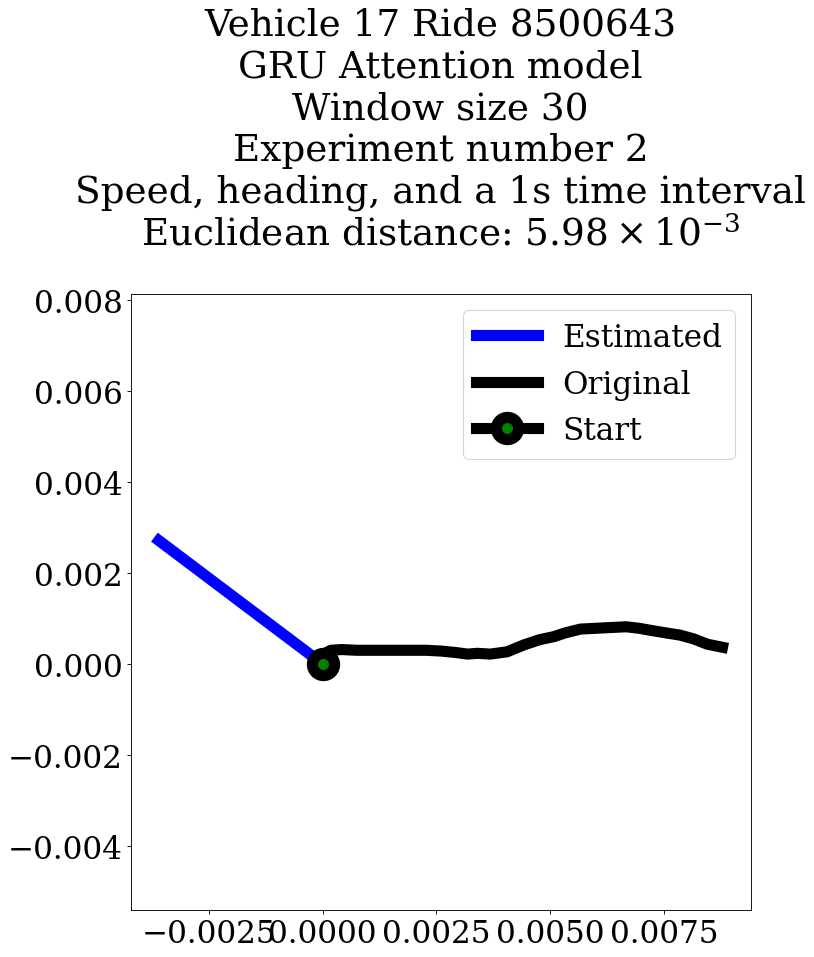 Vehicle 17 Ride 8500643
GRU Attention model
Window size 30
Experiment number 2
Speed, heading, and a 1s time interval
Euclidean distance: 5.98 × 10⁻³
0.008
Estimated
0.006
Original
Start
0.004
0.002
0.000
−0.002
−0.004
−0.0025 0.0000 0.0025 0.0050 0.0075